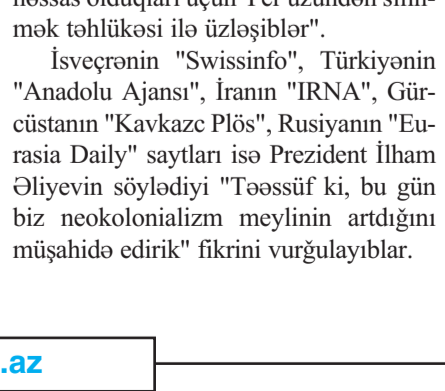 həssas olduqları üçün Yer üzündən silin-
mək təhlükəsi ilə üzləşiblər".
İsveçrənin "Swissinfo", Türkiyənin
"Anadolu Ajansı", İranın "IRNA", Gür-
cüstanın "Kavkazc Plös", Rusiyanın "Eu-
rasia Daily" saytları isə Prezident İlham
Əliyevin söylədiyi "Təəssüf ki, bu gün
biz neokolonializm meylinin artdığını
müşahidə edirik" fikrini vurğulayıblar.
.az